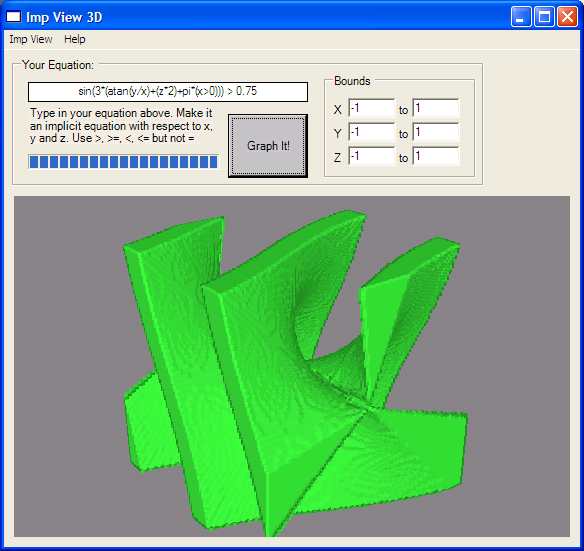 Imp View 3D
Imp View Help
Your Equation:
sin(3*(atan(y/x)+(z*2)+pi*(x>0))) > 0.75
Type in your equation above. Make it
an implicit equation with respect to x,
y and z. Use >, >=, <, <= but not =
Graph It!
Bounds
X -1 to 1
Y -1 to 1
Z -1 to 1